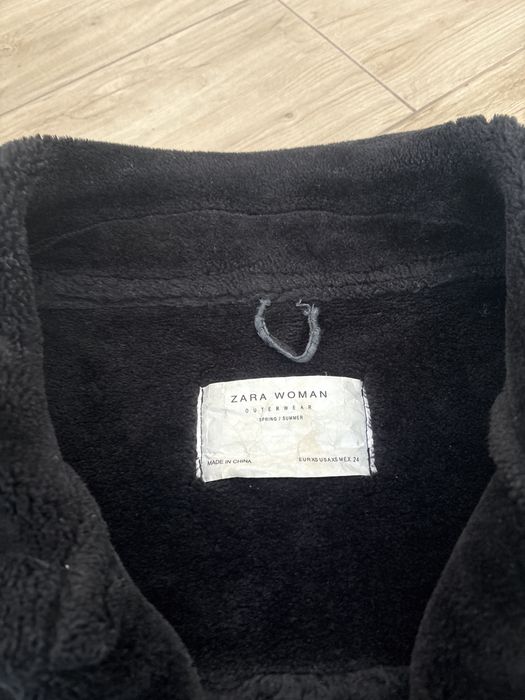 ZARA WOMAN
OUTERWEAR
SPRING / SUMMER
MADE IN CHINA
EUR XS USA XS MEX 24